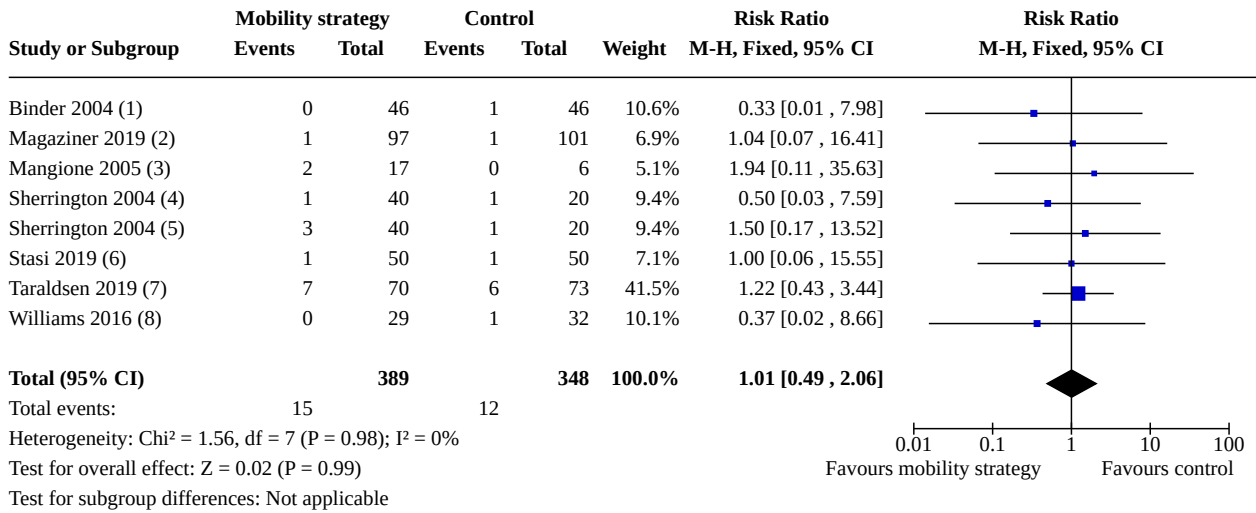 Mobility strategy Control Risk Ratio Risk Ratio
Study or Subgroup Events Total Events Total Weight M-H, Fixed, 95% CI M-H, Fixed, 95% CI
Binder 2004 (1) 0 46 1 46 10.6% 0.33 [0.01 , 7.98]
Magaziner 2019 (2) 1 97 1 101 6.9% 1.04 [0.07 , 16.41]
Mangione 2005 (3) 2 17 0 6 5.1% 1.94 [0.11 , 35.63]
Sherrington 2004 (4) 1 40 1 20 9.4% 0.50 [0.03 , 7.59]
Sherrington 2004 (5) 3 40 1 20 9.4% 1.50 [0.17 , 13.52]
Stasi 2019 (6) 1 50 1 50 7.1% 1.00 [0.06 , 15.55]
Taraldsen 2019 (7) 7 70 6 73 41.5% 1.22 [0.43 , 3.44]
Williams 2016 (8) 0 29 1 32 10.1% 0.37 [0.02 , 8.66]
Total (95% CI) 389 348 100.0% 1.01 [0.49 , 2.06]
Total events: 15 12
Heterogeneity: Chi² = 1.56, df = 7 (P = 0.98); I² = 0%
0.01 0.1 1 10 100
Test for overall effect: Z = 0.02 (P = 0.99)
Favours mobility strategy Favours control
Test for subgroup differences: Not applicable